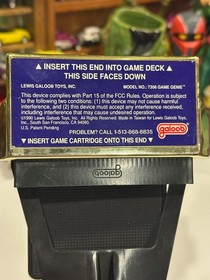 ▲ INSERT THIS END INTO GAME DECK ▲
THIS SIDE FACES DOWN
LEWIS GALOOB TOYS, INC. MODEL NO.: 7356 GAME GENIE™
This device complies with Part 15 of the FCC Rules. Operation is subject
to the following two conditions: (1) this device may not cause harmful
interference, and (2) this device must accept any interference received,
including interference that may cause undesired operation.
©1990 Lewis Galoob Toys, Inc. Made in Taiwan for Lewis Galoob Toys,
Inc., South San Francisco, CA 94080
U.S. Patent Pending
galoob
PROBLEM? CALL 1-513-868-8835
▼ INSERT GAME CARTRIDGE ONTO THIS END ▼
galoob